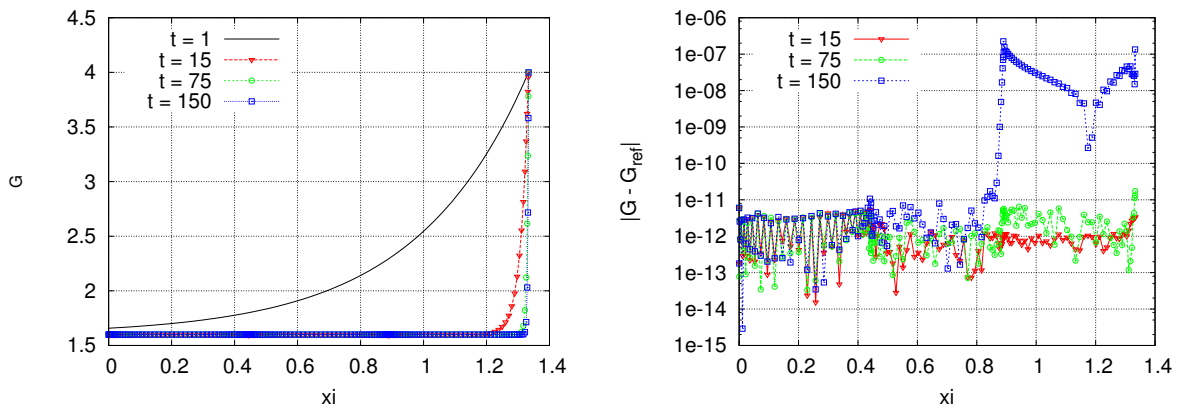 4.5
4
3.5
3
2.5
2
1.5
G
t = 1
t = 15
t = 75
t = 150
0 0.2 0.4 0.6 0.8 1 1.2 1.4
xi
1e-06
1e-07
1e-08
1e-09
1e-10
1e-11
1e-12
1e-13
1e-14
1e-15
|G - Gref|
t = 15
t = 75
t = 150
0 0.2 0.4 0.6 0.8 1 1.2 1.4
xi